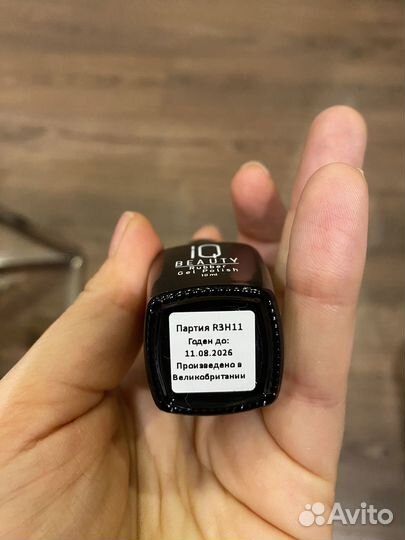 iQ
BEAUTY
Rubber
Gel Polish
10 ml
Партия R3H11
Годен до:
11.08.2026
Произведено в
Великобритании
Avito